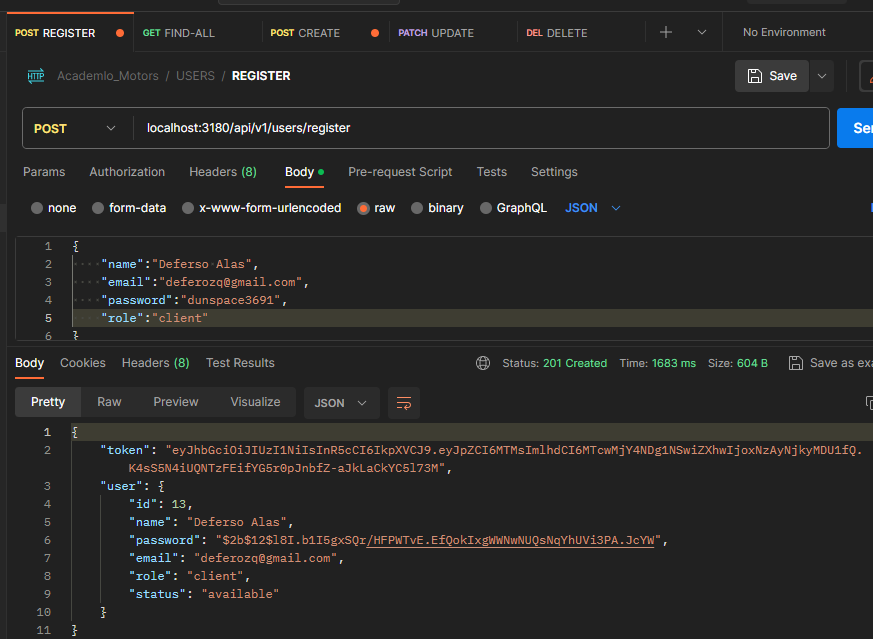 POST REGISTER GET FIND-ALL POST CREATE PATCH UPDATE DEL DELETE No Environment
HTTP Academlo_Motors / USERS / REGISTER Save
POST localhost:3180/api/v1/users/register
Params Authorization Headers (8) Body Pre-request Script Tests Settings
none form-data x-www-form-urlencoded raw binary GraphQL JSON
1 {
2 "name":"Deferso Alas",
3 "email":"deferozq@gmail.com",
4 "password":"dunspace3691",
5 "role":"client"
6 }
Body Cookies Headers (8) Test Results Status: 201 Created Time: 1683 ms Size: 604 B Save as exa
Pretty Raw Preview Visualize JSON
1 {
2 "token": "eyJhbGciOiJIUzI1NiIsInR5cCI6IkpXVCJ9.eyJpZCI6MTMsImlhdCI6MTcwMjY4NDg1NSwiZXhwIjoxNzAyNjkyMDU1fQ.
K4sS5N4iUQNTzFEifYG5r0pJnbfZ-aJkLaCkYC5l73M",
3 "user": {
4 "id": 13,
5 "name": "Deferso Alas",
6 "password": "$2b$12$l8I.b1I5gxSQr/HFPWTvE.EfQokIxgWWNwNUQsNqYhUVi3PA.JcYW",
7 "email": "deferozq@gmail.com",
8 "role": "client",
9 "status": "available"
10 }
11 }